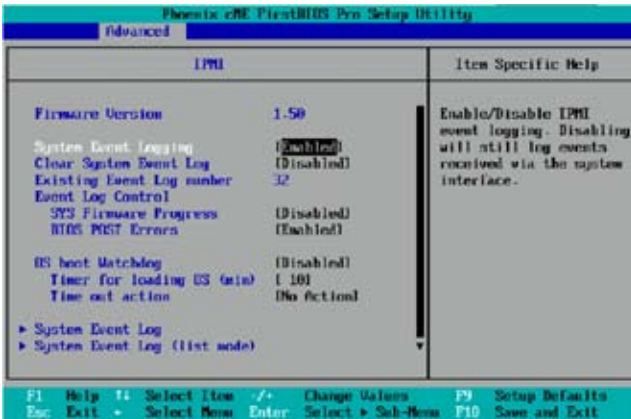 Phoenix cME FirstBIOS Pro Setup Utility
Advanced
IPMI
Item Specific Help
Firmware Version 1.50
System Event Logging [Enabled]
Clear System Event Log [Disabled]
Existing Event Log number 32
Event Log Control
SYS Firmware Progress [Disabled]
BIOS POST Errors [Enabled]
OS boot Watchdog [Disabled]
Timer for loading OS (min) [ 10]
Time out action [No Action]
▶ System Event Log
▶ System Event Log (list mode)
Enable/Disable IPMI
event logging. Disabling
will still log events
received via the system
interface.
F1 Help ↑↓ Select Item -/+ Change Values F9 Setup Defaults
Esc Exit Select Menu Enter Select ▶ Sub-Menu F10 Save and Exit